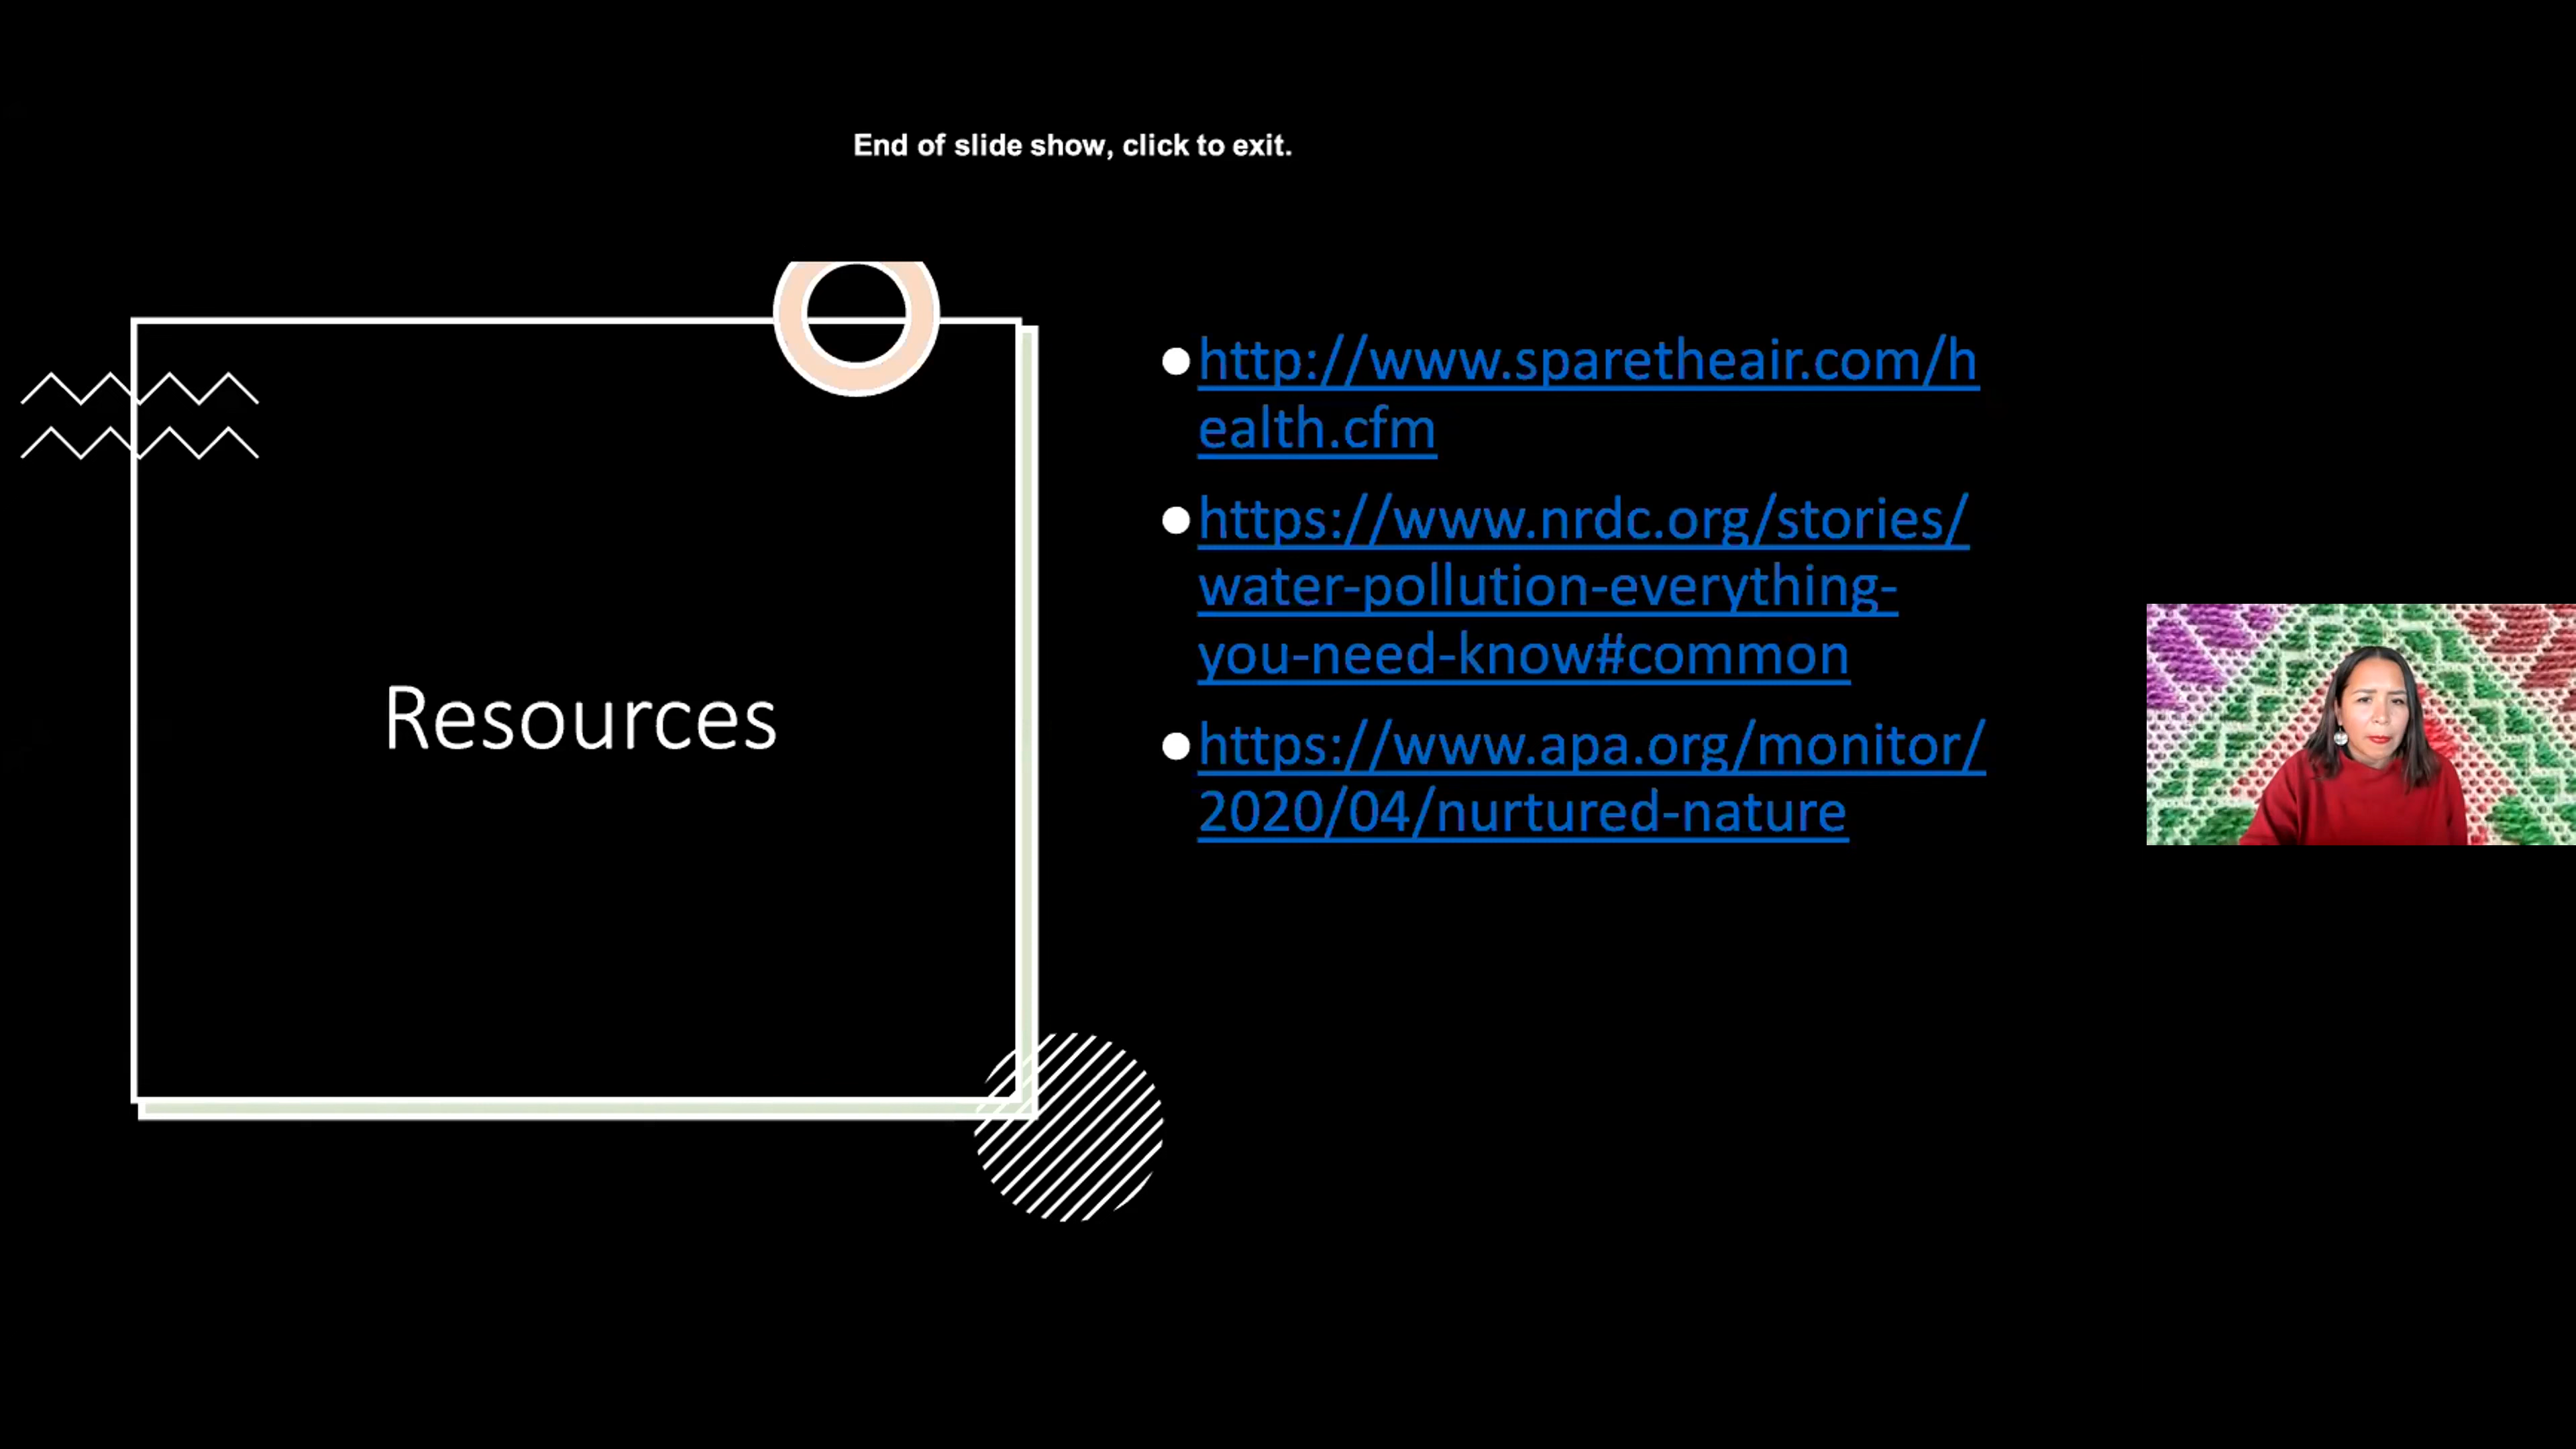 End of slide show, click to exit.
Resources
http://www.sparetheair.com/h
ealth.cfm
https://www.nrdc.org/stories/
water-pollution-everything-
you-need-know#common
https://www.apa.org/monitor/
2020/04/nurtured-nature